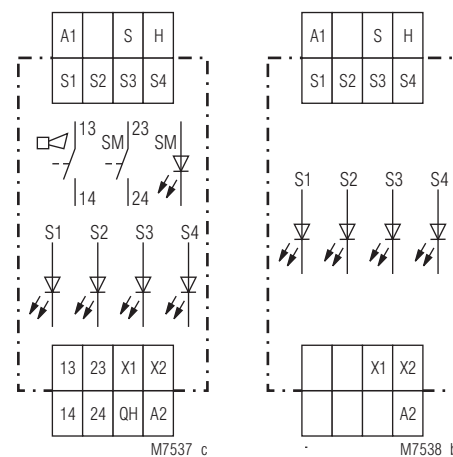 A1 S H
S1 S2 S3 S4
13 23
SM SM
14 24
S1 S2 S3 S4
13 23 X1 X2
14 24 QH A2
M7537 c
A1 S H
S1 S2 S3 S4
S1 S2 S3 S4
X1 X2
A2
M7538 b